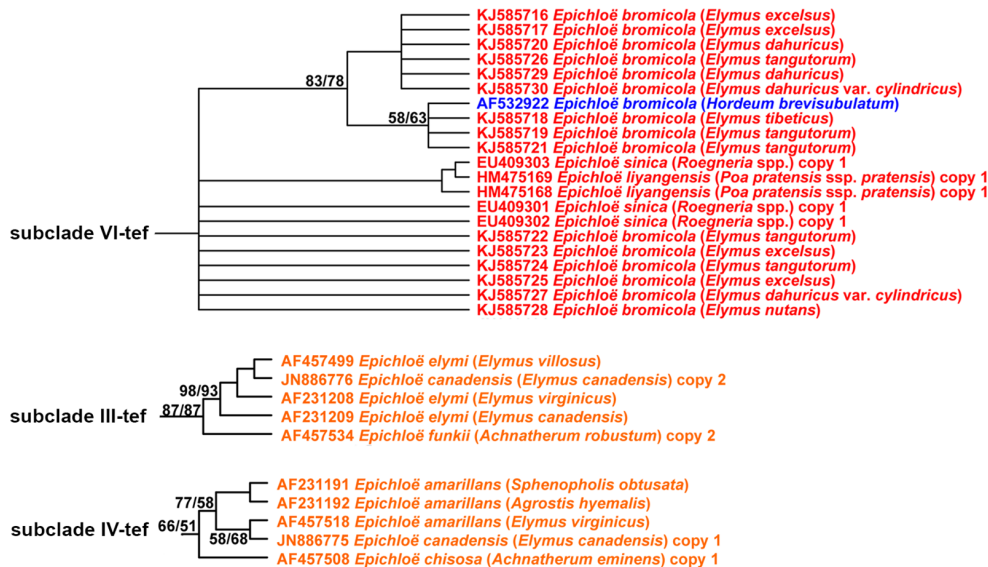 KJ585716 Epichloë bromicola (Elymus excelsus)
KJ585717 Epichloë bromicola (Elymus excelsus)
KJ585720 Epichloë bromicola (Elymus dahuricus)
KJ585726 Epichloë bromicola (Elymus tangutorum)
KJ585729 Epichloë bromicola (Elymus dahuricus)
83/78
KJ585730 Epichloë bromicola (Elymus dahuricus var. cylindricus)
AF532922 Epichloë bromicola (Hordeum brevisubulatum)
58/63
KJ585718 Epichloë bromicola (Elymus tibeticus)
KJ585719 Epichloë bromicola (Elymus tangutorum)
KJ585721 Epichloë bromicola (Elymus tangutorum)
EU409303 Epichloë sinica (Roegneria spp.) copy 1
HM475169 Epichloë liyangensis (Poa pratensis ssp. pratensis) copy 1
HM475168 Epichloë liyangensis (Poa pratensis ssp. pratensis) copy 1
EU409301 Epichloë sinica (Roegneria spp.) copy 1
EU409302 Epichloë sinica (Roegneria spp.) copy 1
subclade VI-tef
KJ585722 Epichloë bromicola (Elymus tangutorum)
KJ585723 Epichloë bromicola (Elymus excelsus)
KJ585724 Epichloë bromicola (Elymus tangutorum)
KJ585725 Epichloë bromicola (Elymus excelsus)
KJ585727 Epichloë bromicola (Elymus dahuricus var. cylindricus)
KJ585728 Epichloë bromicola (Elymus nutans)
AF457499 Epichloë elymi (Elymus villosus)
JN886776 Epichloë canadensis (Elymus canadensis) copy 2
98/93
AF231208 Epichloë elymi (Elymus virginicus)
87/87
subclade III-tef
AF231209 Epichloë elymi (Elymus canadensis)
AF457534 Epichloë funkii (Achnatherum robustum) copy 2
AF231191 Epichloë amarillans (Sphenopholis obtusata)
77/58
AF231192 Epichloë amarillans (Agrostis hyemalis)
66/51
subclade IV-tef
AF457518 Epichloë amarillans (Elymus virginicus)
58/68
JN886775 Epichloë canadensis (Elymus canadensis) copy 1
AF457508 Epichloë chisosa (Achnatherum eminens) copy 1